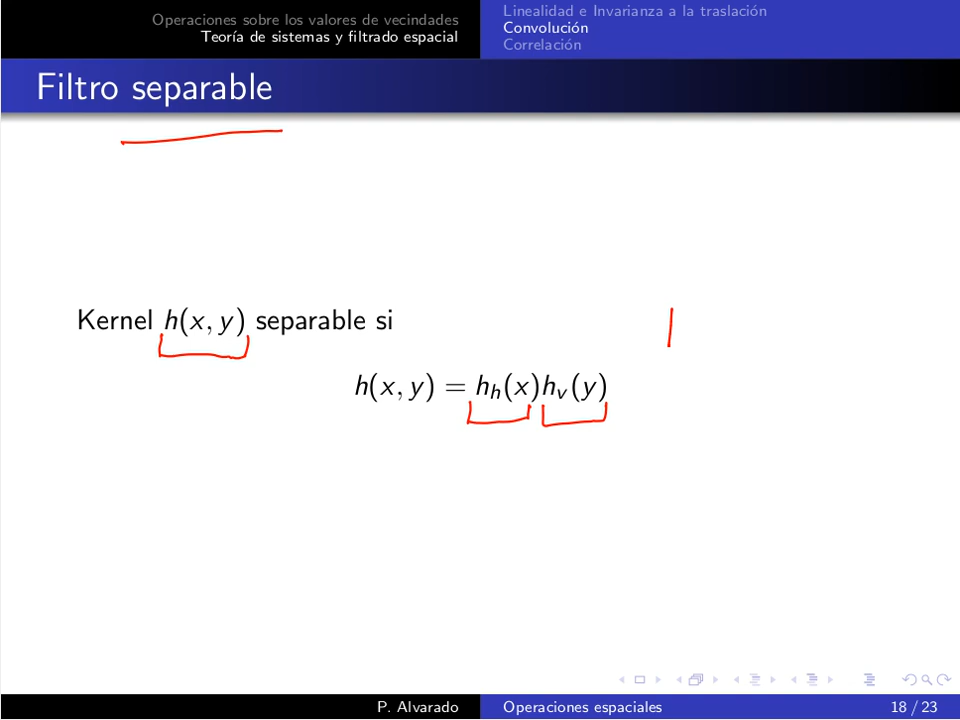 Operaciones sobre los valores de vecindades
Teoría de sistemas y filtrado espacial
Linealidad e Invarianza a la traslación
Convolución
Correlación
Filtro separable
Kernel h(x, y) separable si
h(x, y) = h_h(x)h_v(y)
P. Alvarado
Operaciones espaciales
18 / 23